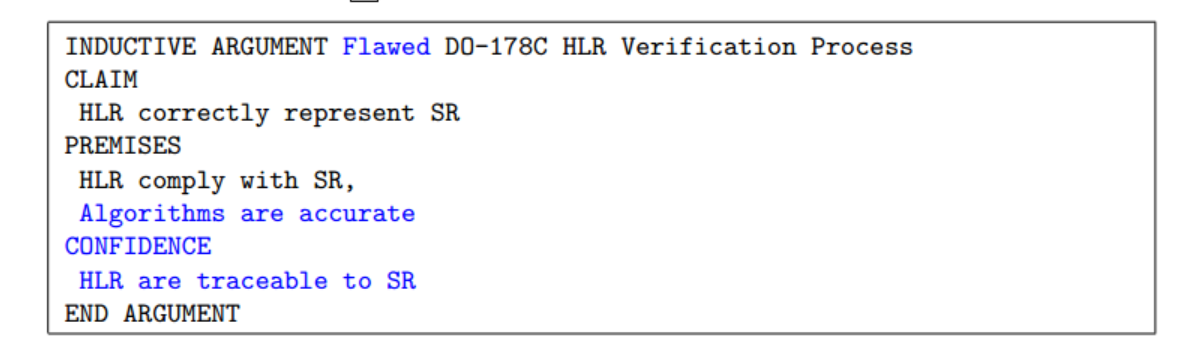 INDUCTIVE ARGUMENT Flawed DO-178C HLR Verification Process
CLAIM
HLR correctly represent SR
PREMISES
HLR comply with SR,
Algorithms are accurate
CONFIDENCE
HLR are traceable to SR
END ARGUMENT